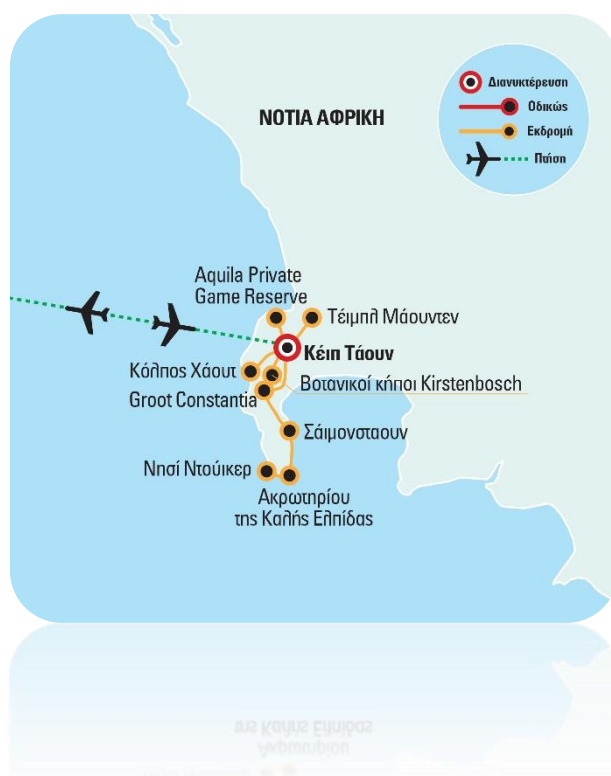 ΝΟΤΙΑ ΑΦΡΙΚΗ
Διανυκτέρευση
Οδικώς
Εκδρομή
Πτήση
Aquila Private
Game Reserve
Τέιμπλ Μάουντεν
Κέιπ Τάουν
Κόλπος Χάουτ
Βοτανικοί κήποι Kirstenbosch
Groot Constantia
Σάιμονσταουν
Νησί Ντούικερ
Ακρωτηρίου
της Καλής Ελπίδας